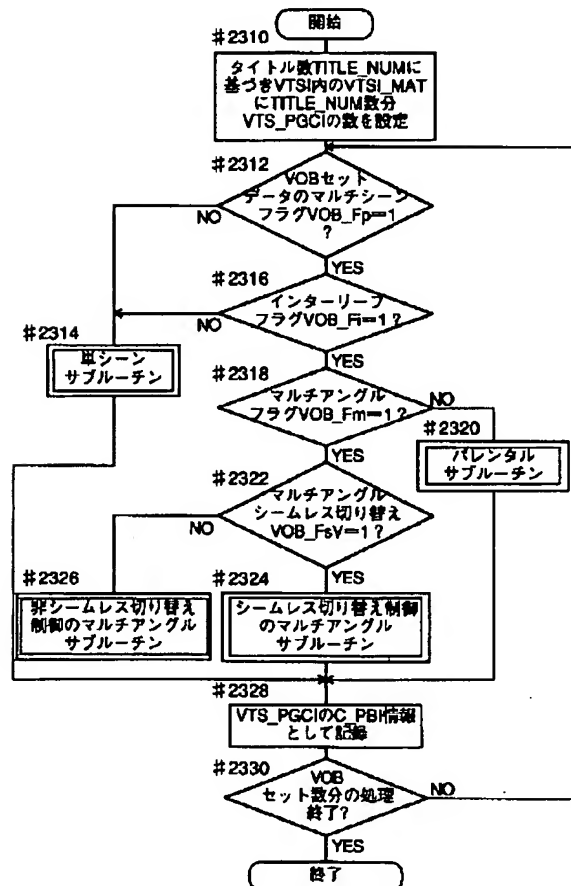 開始
#2310
タイトル数TITLE_NUMに
基づきVTSI内のVTSI_MAT
にTITLE_NUM数分
VTS_PGCIの数を設定
#2312
VOBセット
データのマルチシーン
フラグVOB_Fp=1
?
NO
YES
#2316
インターリーブ
フラグVOB_Fi=1?
NO
YES
#2314
単シーン
サブルーチン
#2318
マルチアングル
フラグVOB_Fm=1?
NO
YES
#2320
パレンタル
サブルーチン
#2322
マルチアングル
シームレス切り替え
VOB_FsV=1?
NO
YES
#2326
非シームレス切り替え
制御のマルチアングル
サブルーチン
#2324
シームレス切り替え制御
のマルチアングル
サブルーチン
#2328
VTS_PGCIのC_PBI情報
として記録
#2330
VOB
セット数分の処理
終了?
NO
YES
終了